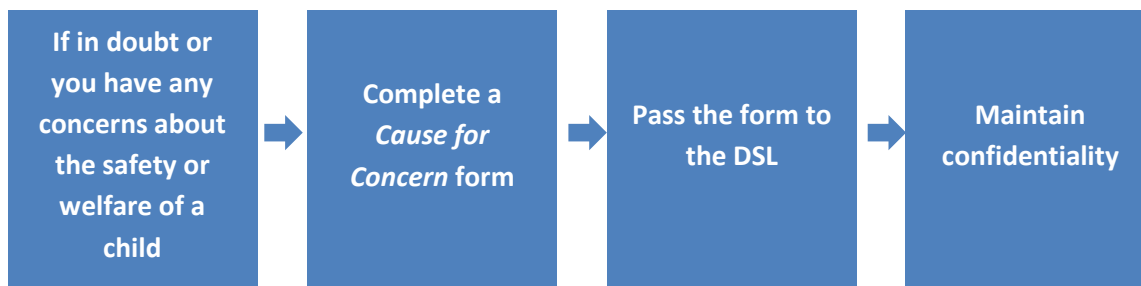 If in doubt or
you have any
concerns about
the safety or
welfare of a
child
Complete a
Cause for
Concern form
Pass the form to
the DSL
Maintain
confidentiality